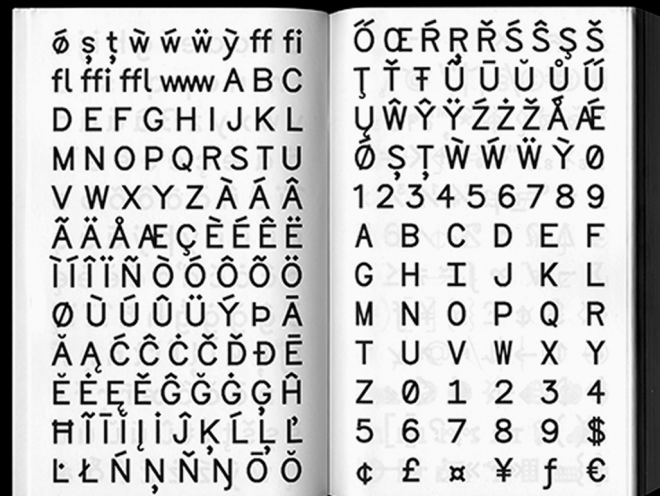 ǿ ș ț ẁ ẃ ẅ ỳ ff fi
fl ffi ffl www A B C
D E F G H I J K L
M N O P Q R S T U
V W X Y Z À Á Â
Ã Ä Å Æ Ç È É Ê Ë
Ì Í Î Ï Ñ Ò Ó Ô Õ Ö
Ø Ù Ú Û Ü Ý Þ Ā
Ă Ą Ć Ĉ Ċ Č Ď Đ Ē
Ĕ Ė Ę Ě Ĝ Ğ Ġ Ģ Ĥ
Ħ Ĩ Ī Ĭ Į İ Ĵ Ķ Ĺ Ļ Ľ
Ŀ Ł Ń Ņ Ň Ŋ Ō Ŏ
Ő Œ Ŕ Ŗ Ř Ś Ŝ Ş Š
Ţ Ť Ŧ Ũ Ū Ŭ Ů Ű
Ų Ŵ Ŷ Ÿ Ź Ż Ž Ǻ Ǽ
Ǿ Ș Ț Ẁ Ẃ Ẅ Ỳ 0
1 2 3 4 5 6 7 8 9
A B C D E F
G H I J K L
M N O P Q R
T U V W X Y
Z 0 1 2 3 4
5 6 7 8 9 $
¢ £ ¤ ¥ ƒ €